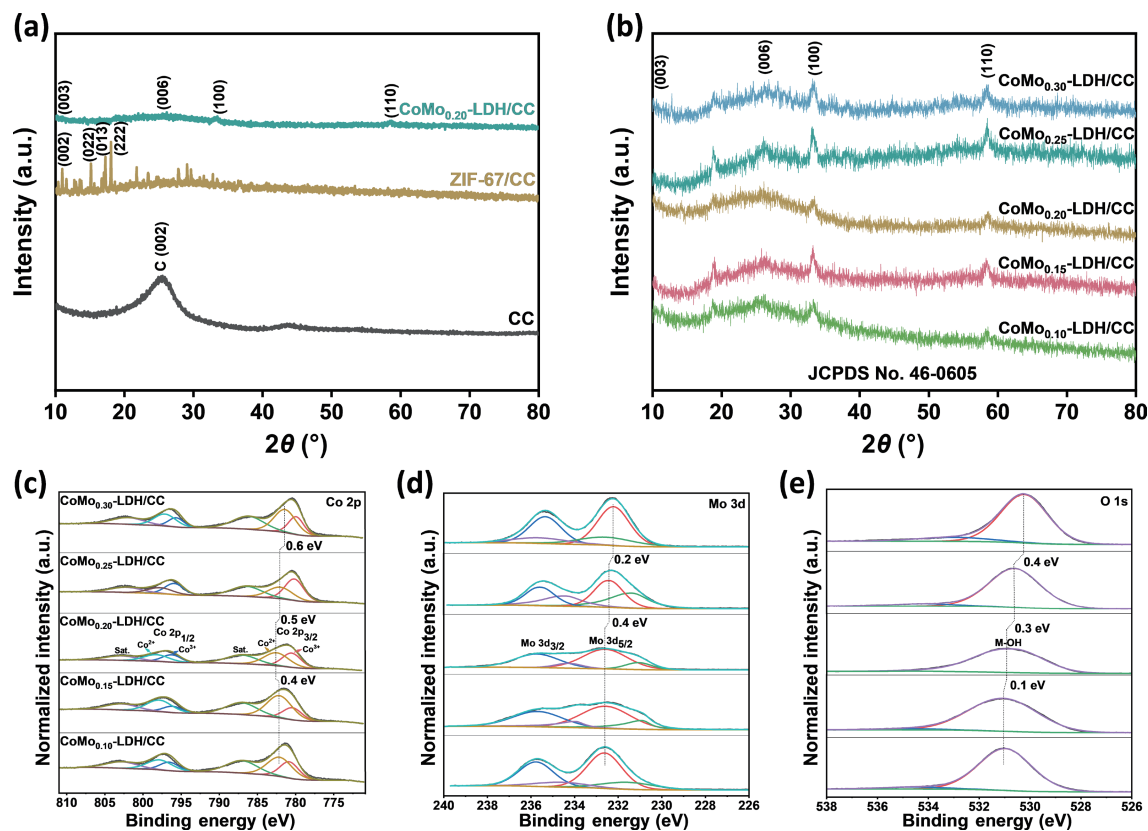 (a)
Intensity (a.u.)
(003)
(006)
(100)
(110)
CoMo0.20-LDH/CC
(002)
(022)
(013)
(222)
ZIF-67/CC
C (002)
CC
10 20 30 40 50 60 70 80
2θ (°)
(b)
Intensity (a.u.)
(003)
(006)
(100)
(110)
CoMo0.30-LDH/CC
CoMo0.25-LDH/CC
CoMo0.20-LDH/CC
CoMo0.15-LDH/CC
CoMo0.10-LDH/CC
JCPDS No. 46-0605
10 20 30 40 50 60 70 80
2θ (°)
(c)
Normalized intensity (a.u.)
CoMo0.30-LDH/CC
Co 2p
0.6 eV
CoMo0.25-LDH/CC
0.5 eV
CoMo0.20-LDH/CC
Co 2p1/2
Co 2p3/2
Sat.
Co2+
Co3+
Sat.
Co2+
Co3+
0.4 eV
CoMo0.15-LDH/CC
CoMo0.10-LDH/CC
810 802 795 785 780 775
Binding energy (eV)
(d)
Normalized intensity (a.u.)
Mo 3d
0.2 eV
0.4 eV
Mo 3d3/2
Mo 3d5/2
240 238 236 234 232 230 228 226
Binding energy (eV)
(e)
Normalized intensity (a.u.)
O 1s
0.4 eV
0.3 eV
M-OH
0.1 eV
538 536 534 532 530 528 526
Binding energy (eV)